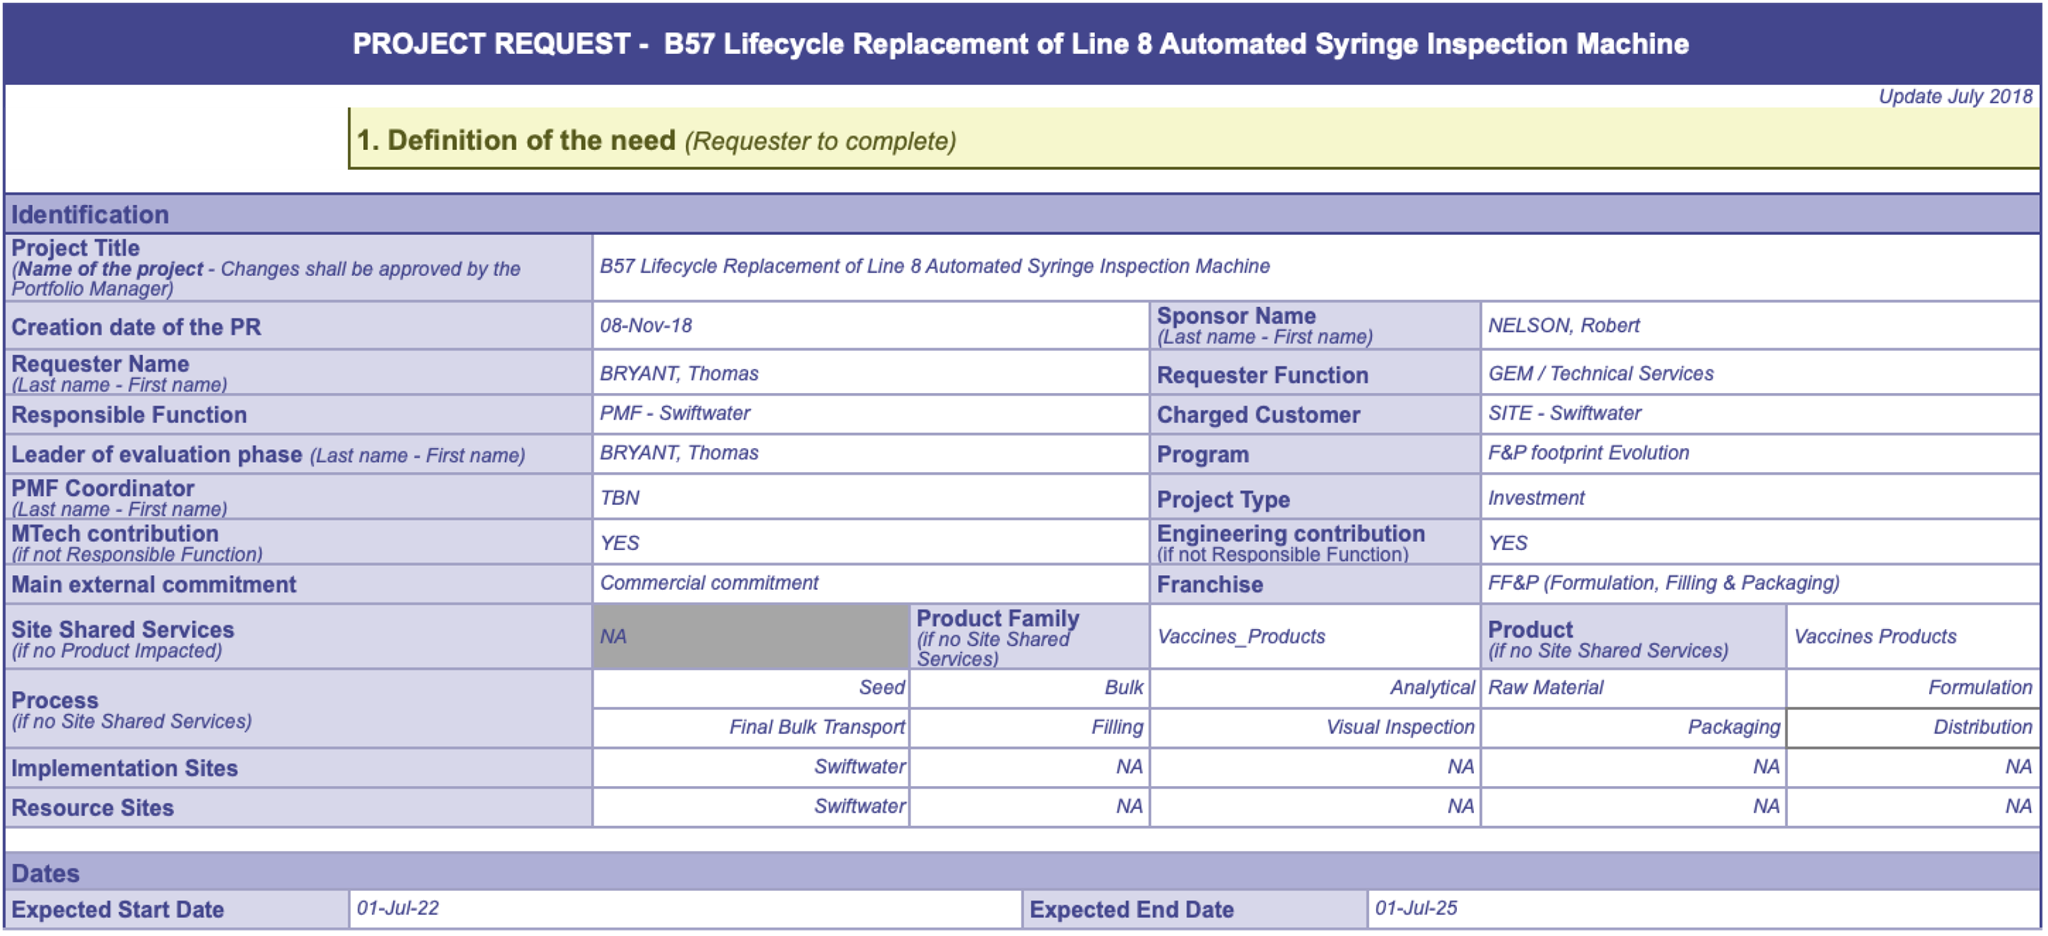 PROJECT REQUEST - B57 Lifecycle Replacement of Line 8 Automated Syringe Inspection Machine
Update July 2018
1. Definition of the need (Requester to complete)
Identification
Project Title
(Name of the project - Changes shall be approved by the
Portfolio Manager)
B57 Lifecycle Replacement of Line 8 Automated Syringe Inspection Machine
Creation date of the PR
08-Nov-18
Sponsor Name
(Last name - First name)
NELSON, Robert
Requester Name
(Last name - First name)
BRYANT, Thomas
Requester Function
GEM / Technical Services
Responsible Function
PMF - Swiftwater
Charged Customer
SITE - Swiftwater
Leader of evaluation phase (Last name - First name)
BRYANT, Thomas
Program
F&P footprint Evolution
PMF Coordinator
(Last name - First name)
TBN
Project Type
Investment
MTech contribution
(if not Responsible Function)
YES
Engineering contribution
(if not Responsible Function)
YES
Main external commitment
Commercial commitment
Franchise
FF&P (Formulation, Filling & Packaging)
Site Shared Services
(if no Product Impacted)
NA
Product Family
(if no Site Shared
Services)
Vaccines_Products
Product
(if no Site Shared Services)
Vaccines Products
Process
(if no Site Shared Services)
Seed
Bulk
Analytical
Raw Material
Formulation
Final Bulk Transport
Filling
Visual Inspection
Packaging
Distribution
Implementation Sites
Swiftwater
NA
NA
NA
NA
Resource Sites
Swiftwater
NA
NA
NA
NA
Dates
Expected Start Date
01-Jul-22
Expected End Date
01-Jul-25